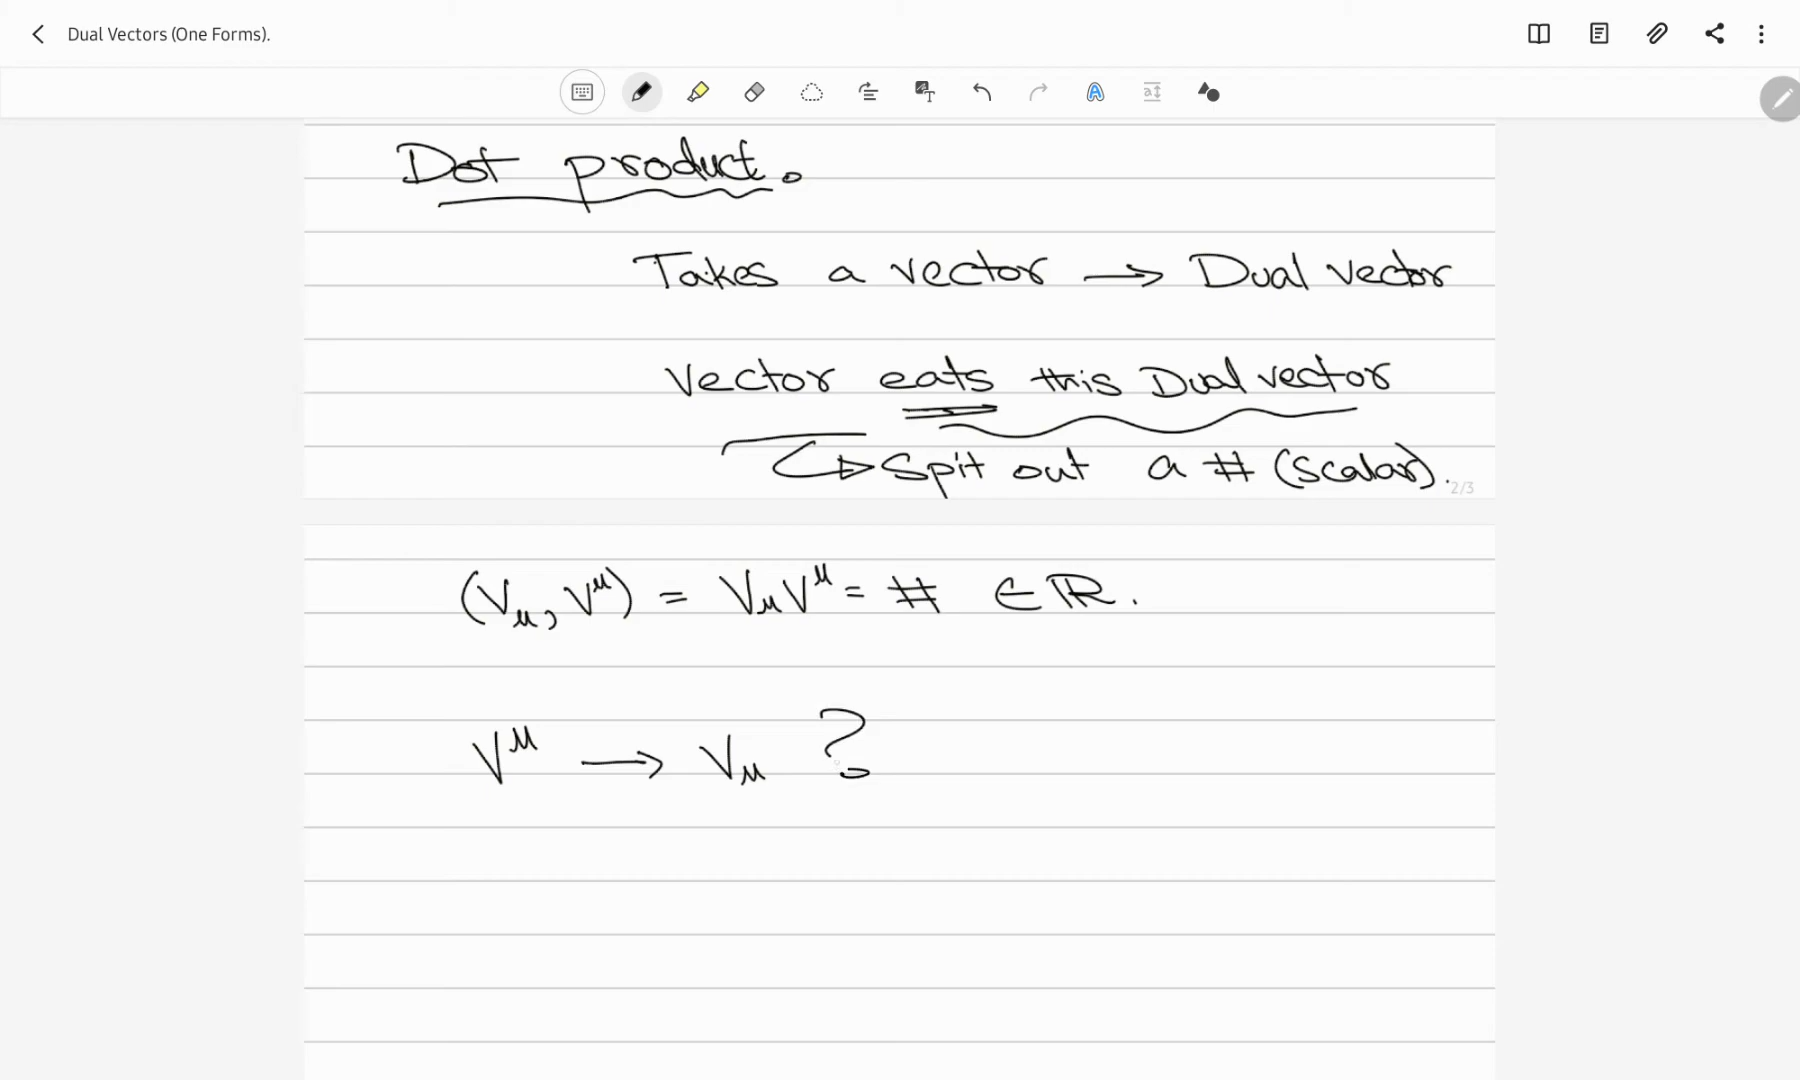 Dual Vectors (One Forms).
Dot product.
Takes a vector → Dual vector
Vector eats this Dual vector
↳ Spit out a # (scalar).
2/3
(V_μ, V^μ) = V_μ V^μ = # ∈ ℝ.
V^μ → V_μ ?